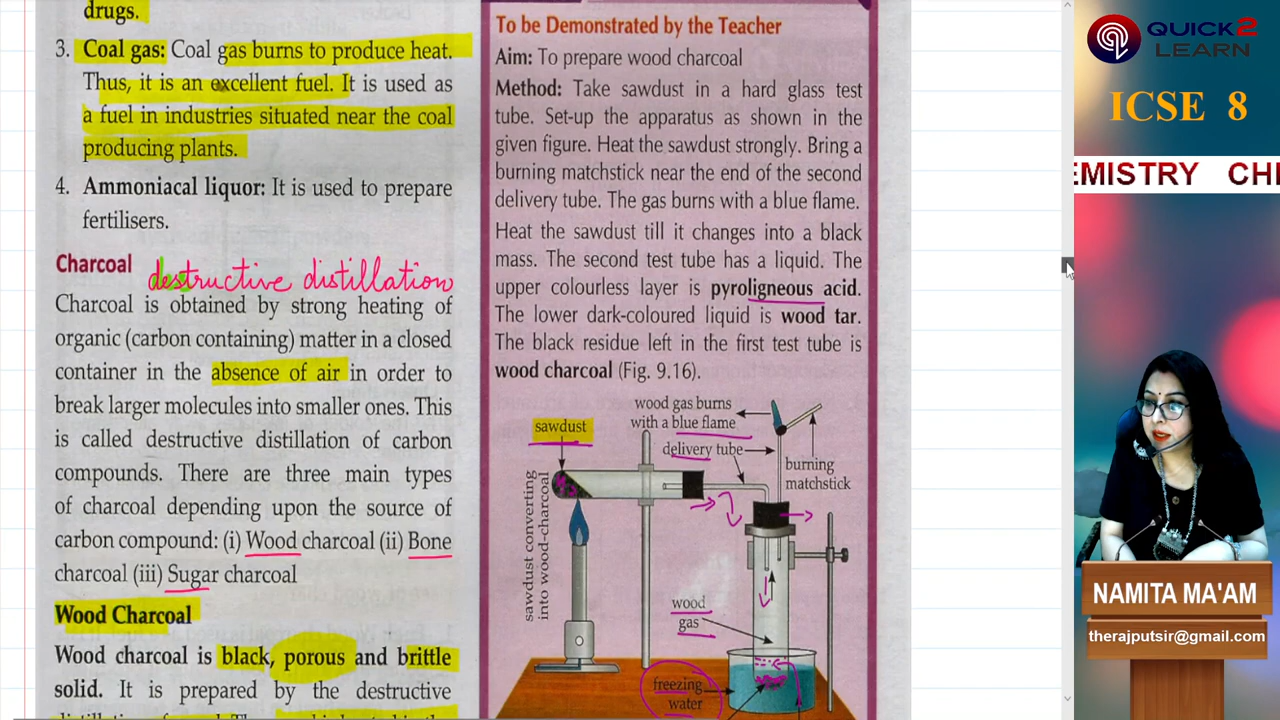 drugs.
3. Coal gas: Coal gas burns to produce heat.
Thus, it is an excellent fuel. It is used as
a fuel in industries situated near the coal
producing plants.
4. Ammoniacal liquor: It is used to prepare
fertilisers.
Charcoal destructive distillation
Charcoal is obtained by strong heating of
organic (carbon containing) matter in a closed
container in the absence of air in order to
break larger molecules into smaller ones. This
is called destructive distillation of carbon
compounds. There are three main types
of charcoal depending upon the source of
carbon compound: (i) Wood charcoal (ii) Bone
charcoal (iii) Sugar charcoal
Wood Charcoal
Wood charcoal is black, porous and brittle
solid. It is prepared by the destructive
To be Demonstrated by the Teacher
Aim: To prepare wood charcoal
Method: Take sawdust in a hard glass test
tube. Set-up the apparatus as shown in the
given figure. Heat the sawdust strongly. Bring a
burning matchstick near the end of the second
delivery tube. The gas burns with a blue flame.
Heat the sawdust till it changes into a black
mass. The second test tube has a liquid. The
upper colourless layer is pyroligneous acid.
The lower dark-coloured liquid is wood tar.
The black residue left in the first test tube is
wood charcoal (Fig. 9.16).
wood gas burns
with a blue flame
sawdust
delivery tube
burning
matchstick
sawdust converting
into wood-charcoal
wood
gas
freezing
water
QUICK2
LEARN
ICSE 8
EMISTRY CH
NAMITA MA'AM
therajputsir@gmail.com